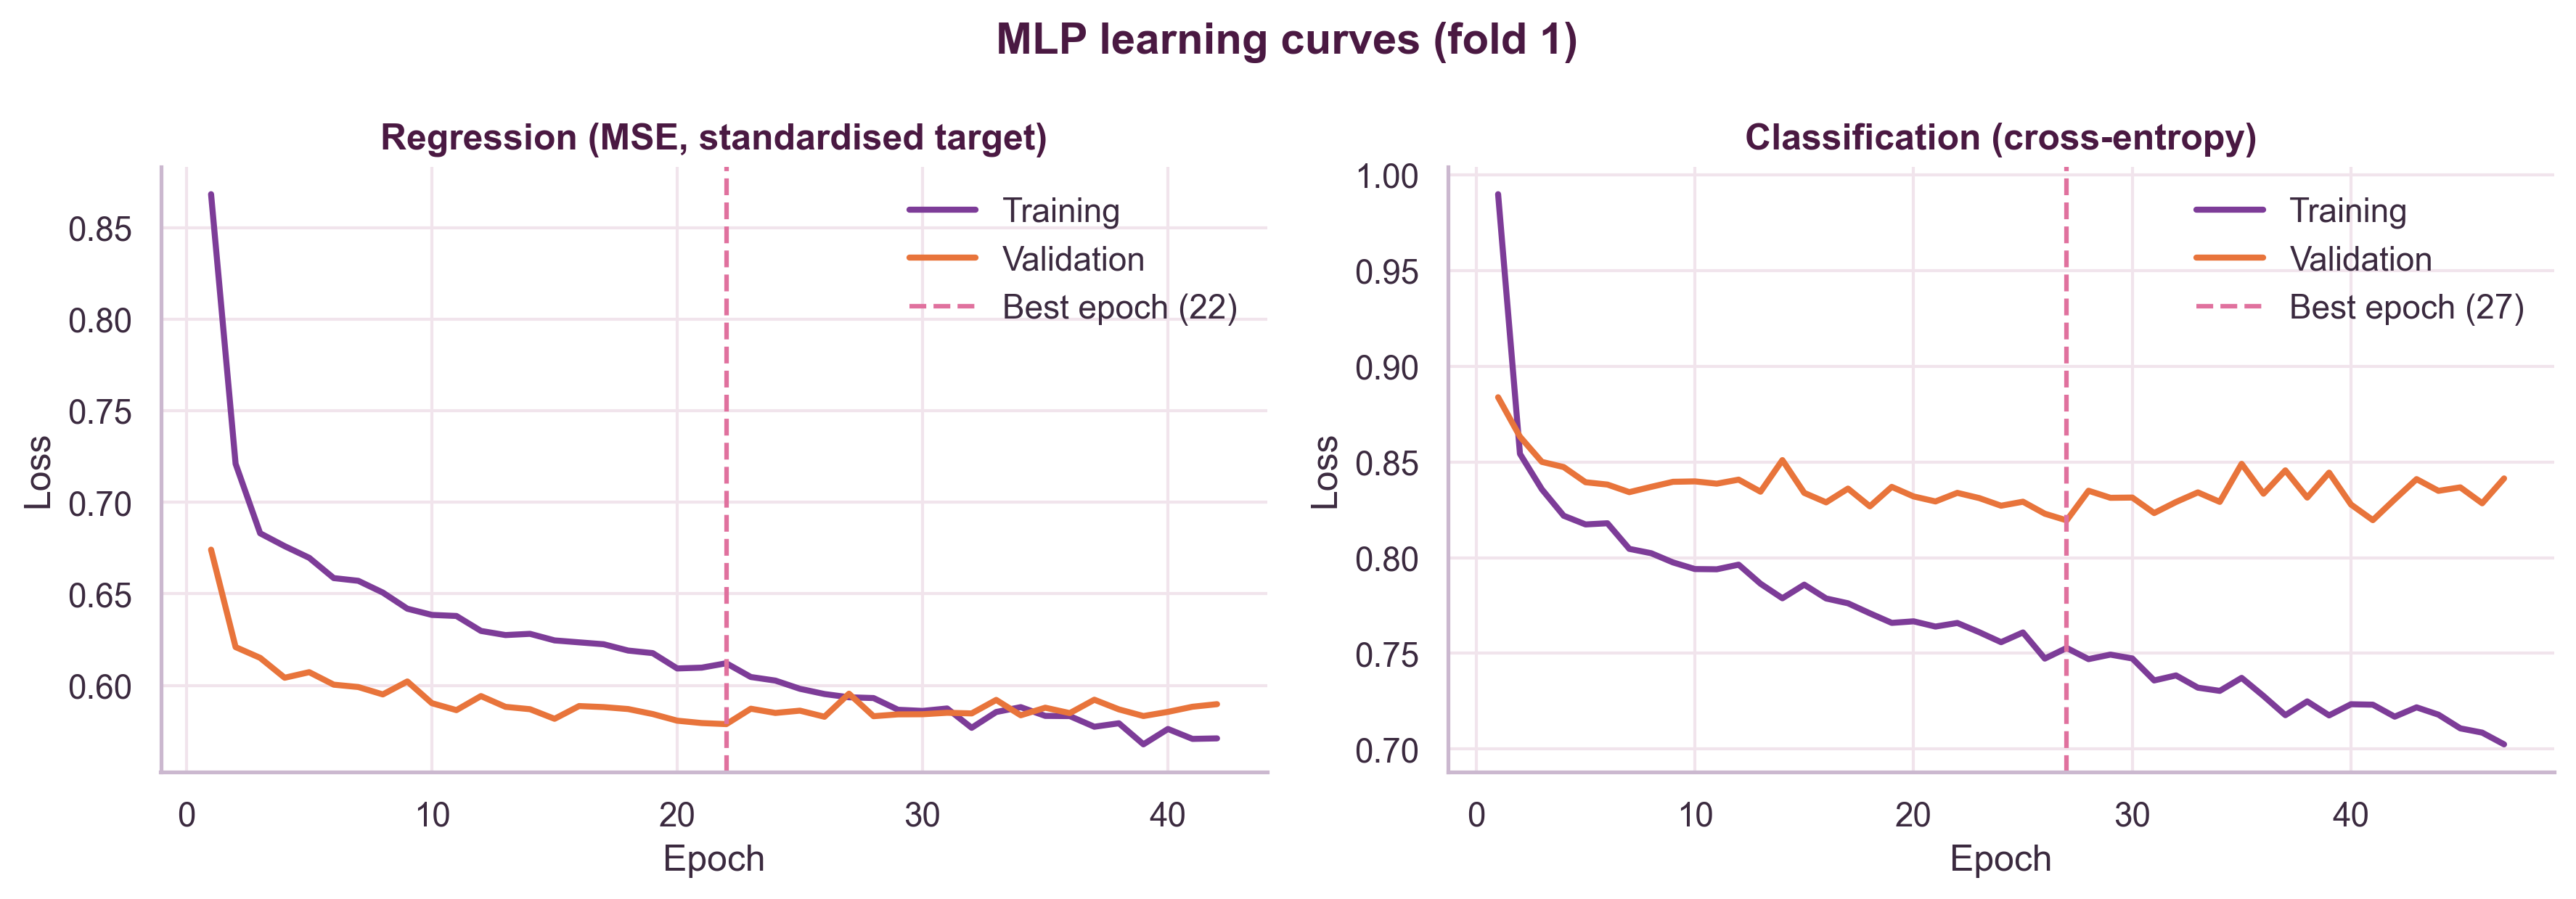 MLP learning curves (fold 1)
Regression (MSE, standardised target)
Loss
0.85
0.80
0.75
0.70
0.65
0.60
Training
Validation
Best epoch (22)
0 10 20 30 40
Epoch
Classification (cross-entropy)
Loss
1.00
0.95
0.90
0.85
0.80
0.75
0.70
Training
Validation
Best epoch (27)
0 10 20 30 40
Epoch